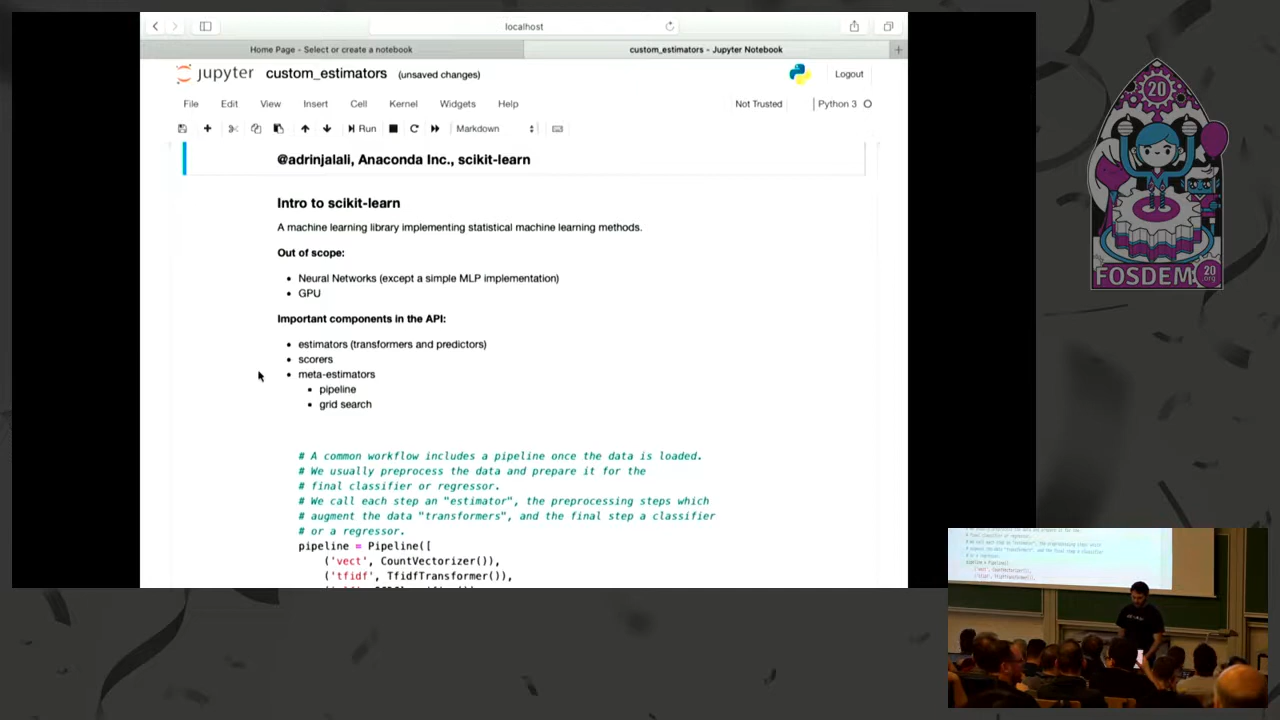 localhost
Home Page - Select or create a notebook
custom_estimators - Jupyter Notebook
jupyter custom_estimators (unsaved changes)
Logout
File Edit View Insert Cell Kernel Widgets Help
Not Trusted
Python 3
Run
Markdown
@adrinjalali, Anaconda Inc., scikit-learn
Intro to scikit-learn
A machine learning library implementing statistical machine learning methods.
Out of scope:
• Neural Networks (except a simple MLP implementation)
• GPU
Important components in the API:
• estimators (transformers and predictors)
• scorers
• meta-estimators
• pipeline
• grid search
# A common workflow includes a pipeline once the data is loaded.
# We usually preprocess the data and prepare it for the
# final classifier or regressor.
# We call each step an "estimator", the preprocessing steps which
# augment the data "transformers", and the final step a classifier
# or a regressor.
pipeline = Pipeline([
('vect', CountVectorizer()),
('tfidf', TfidfTransformer()),
20
FOSDEM 20
.org